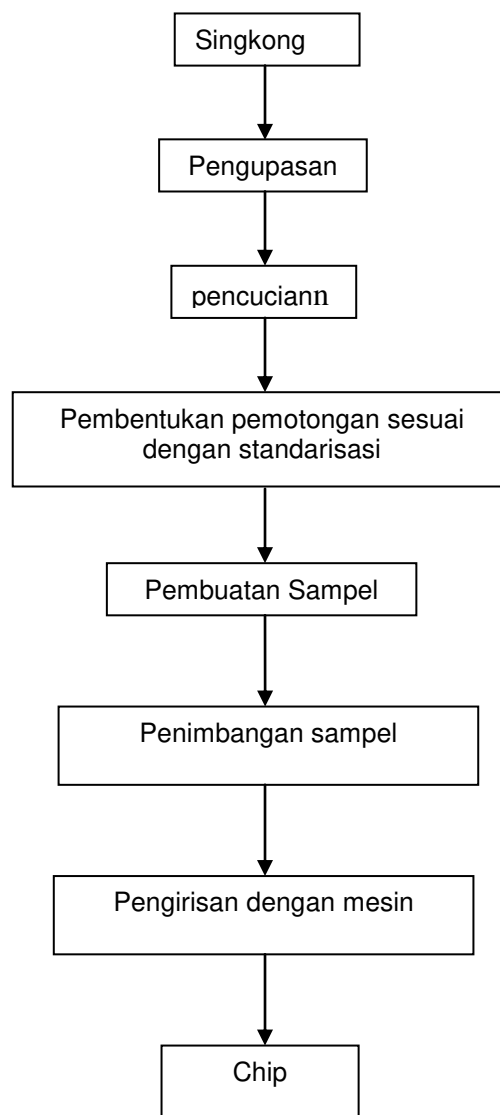 Singkong
Pengupasan
pencuciann
Pembentukan pemotongan sesuai
dengan standarisasi
Pembuatan Sampel
Penimbangan sampel
Pengirisan dengan mesin
Chip